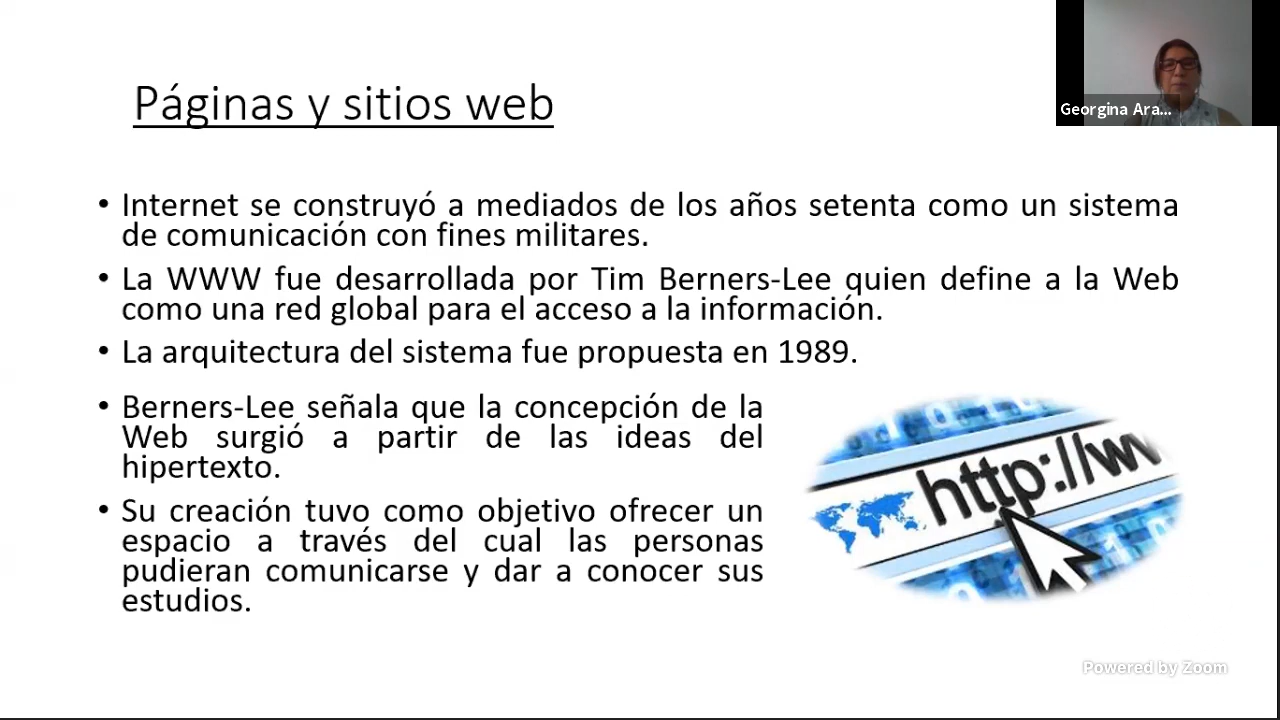 Georgina Ara...
Páginas y sitios web
• Internet se construyó a mediados de los años setenta como un sistema
de comunicación con fines militares.
• La WWW fue desarrollada por Tim Berners-Lee quien define a la Web
como una red global para el acceso a la información.
• La arquitectura del sistema fue propuesta en 1989.
• Berners-Lee señala que la concepción de la
Web surgió a partir de las ideas del
hipertexto.
• Su creación tuvo como objetivo ofrecer un
espacio a través del cual las personas
pudieran comunicarse y dar a conocer sus
estudios.
http://ww
Powered by Zoom